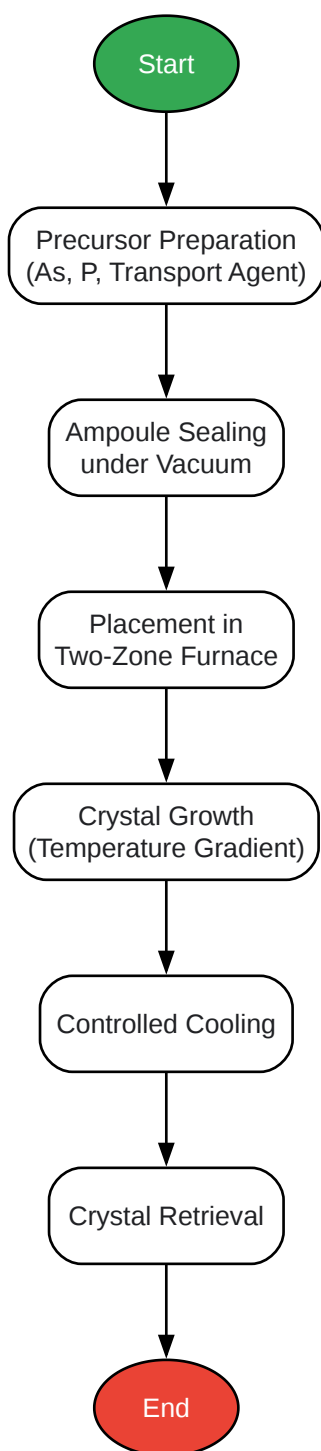 Start
Precursor Preparation
(As, P, Transport Agent)
Ampoule Sealing
under Vacuum
Placement in
Two-Zone Furnace
Crystal Growth
(Temperature Gradient)
Controlled Cooling
Crystal Retrieval
End